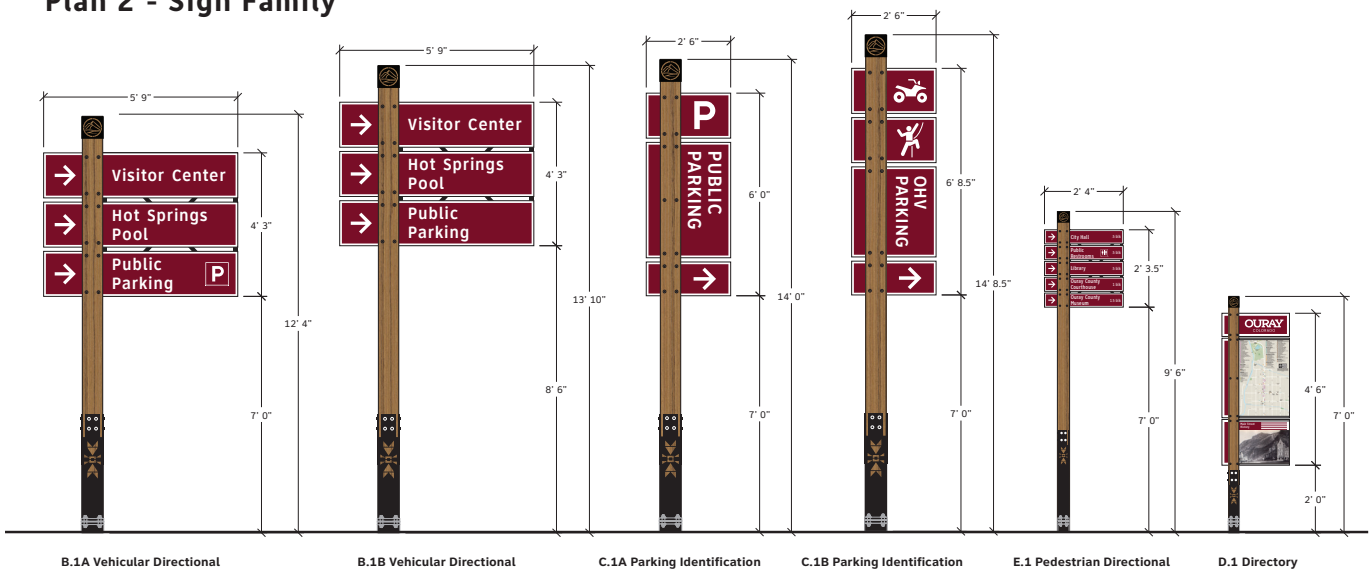 Plan 2 - Sign Family
5' 9"
Visitor Center
Hot Springs
Pool
Public
Parking
P
4' 3"
12' 4"
7' 0"
B.1A Vehicular Directional
5' 9"
Visitor Center
Hot Springs
Pool
Public
Parking
4' 3"
13' 10"
8' 6"
B.1B Vehicular Directional
2' 6"
P
PUBLIC
PARKING
6' 0"
14' 0"
7' 0"
C.1A Parking Identification
2' 6"
OHV
PARKING
6' 8.5"
14' 8.5"
7' 0"
C.1B Parking Identification
2' 4"
City Hall
Public
Restrooms
Library
Ouray County
Courthouse
Ouray County
Museum
2' 3.5"
9' 6"
7' 0"
E.1 Pedestrian Directional
OURAY
COLORADO
4' 6"
7' 0"
2' 0"
D.1 Directory